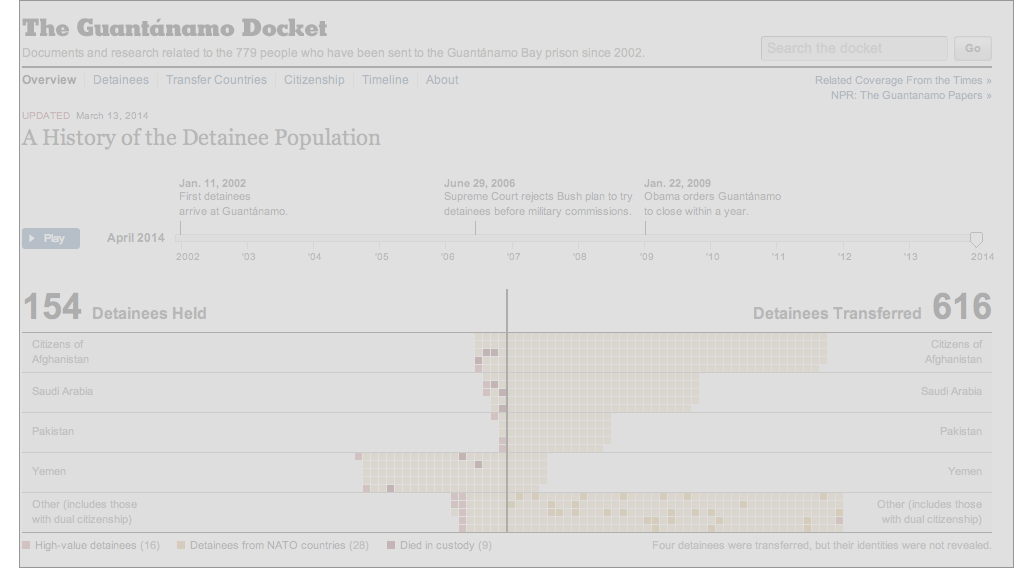 The Guantánamo Docket
Documents and research related to the 779 people who have been sent to the Guantánamo Bay prison since 2002.
Search the docket
Go
Overview
Detainees
Transfer Countries
Citizenship
Timeline
About
Related Coverage From the Times »
NPR: The Guantanamo Papers »
UPDATED March 13, 2014
A History of the Detainee Population
Jan. 11, 2002
First detainees
arrive at Guantánamo.
June 29, 2006
Supreme Court rejects Bush plan to try
detainees before military commissions.
Jan. 22, 2009
Obama orders Guantánamo
to close within a year.
Play
April 2014
2002 '03 '04 '05 '06 '07 '08 '09 '10 '11 '12 '13 2014
154 Detainees Held
Detainees Transferred 616
Citizens of
Afghanistan
Citizens of
Afghanistan
Saudi Arabia
Saudi Arabia
Pakistan
Pakistan
Yemen
Yemen
Other (includes those
with dual citizenship)
Other (includes those
with dual citizenship)
High-value detainees (16)
Detainees from NATO countries (28)
Died in custody (9)
Four detainees were transferred, but their identities were not revealed.